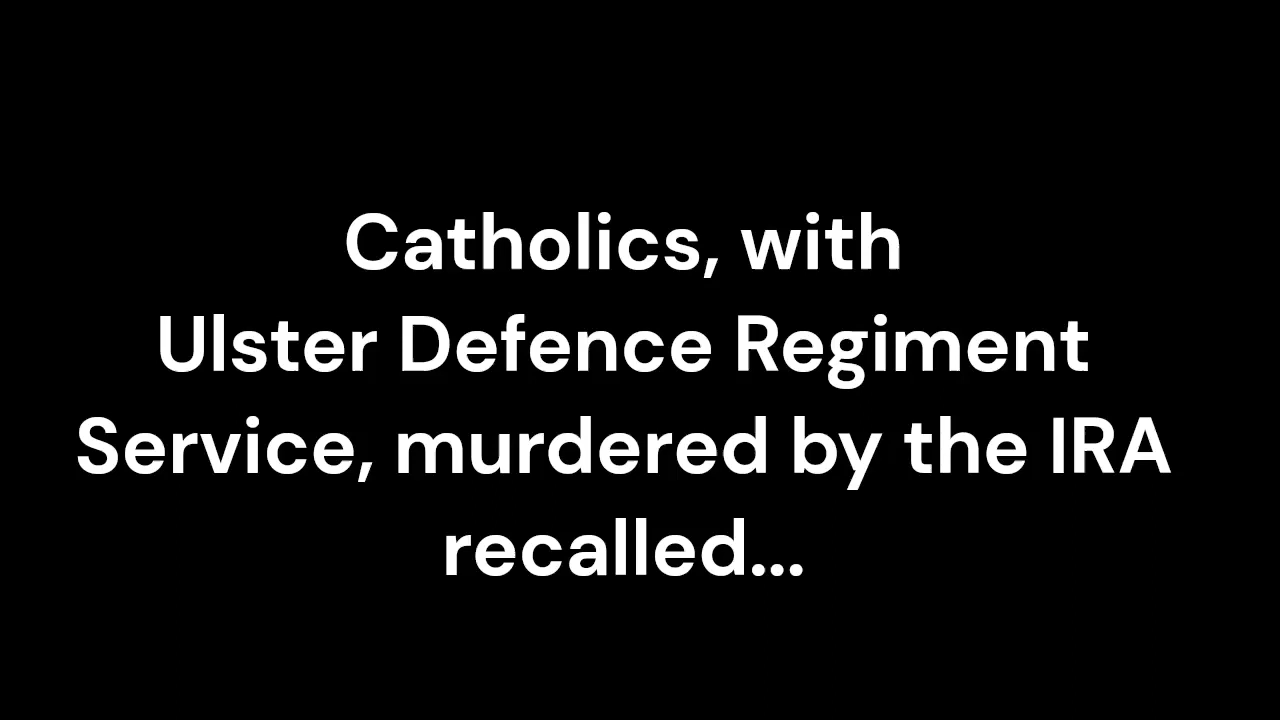 Catholics, with
Ulster Defence Regiment
Service, murdered by the IRA
recalled...